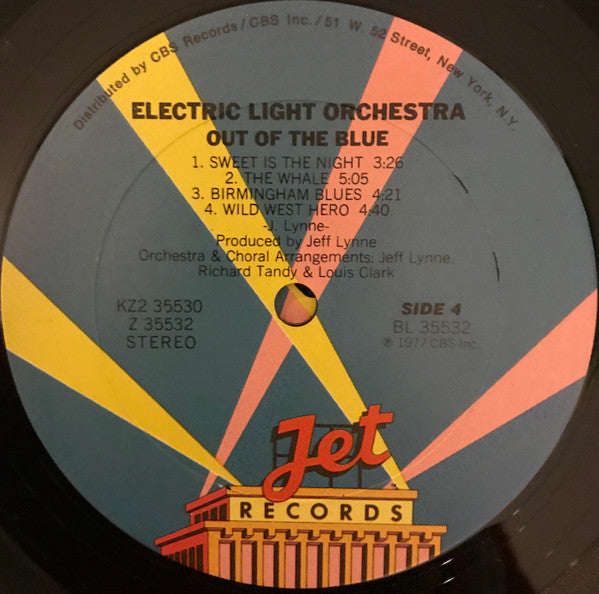 Distributed by CBS Records/CBS Inc./51 W. 52 Street, New York, N.Y.
ELECTRIC LIGHT ORCHESTRA
OUT OF THE BLUE
1. SWEET IS THE NIGHT 3:26
2. THE WHALE 5:05
3. BIRMINGHAM BLUES 4:21
4. WILD WEST HERO 4:40
-J. Lynne-
Produced by Jeff Lynne
Orchestra & Choral Arrangements: Jeff Lynne,
Richard Tandy & Louis Clark
KZ2 35530
Z 35532
STEREO
SIDE 4
BL 35532
℗ 1977 CBS Inc.
Jet
RECORDS